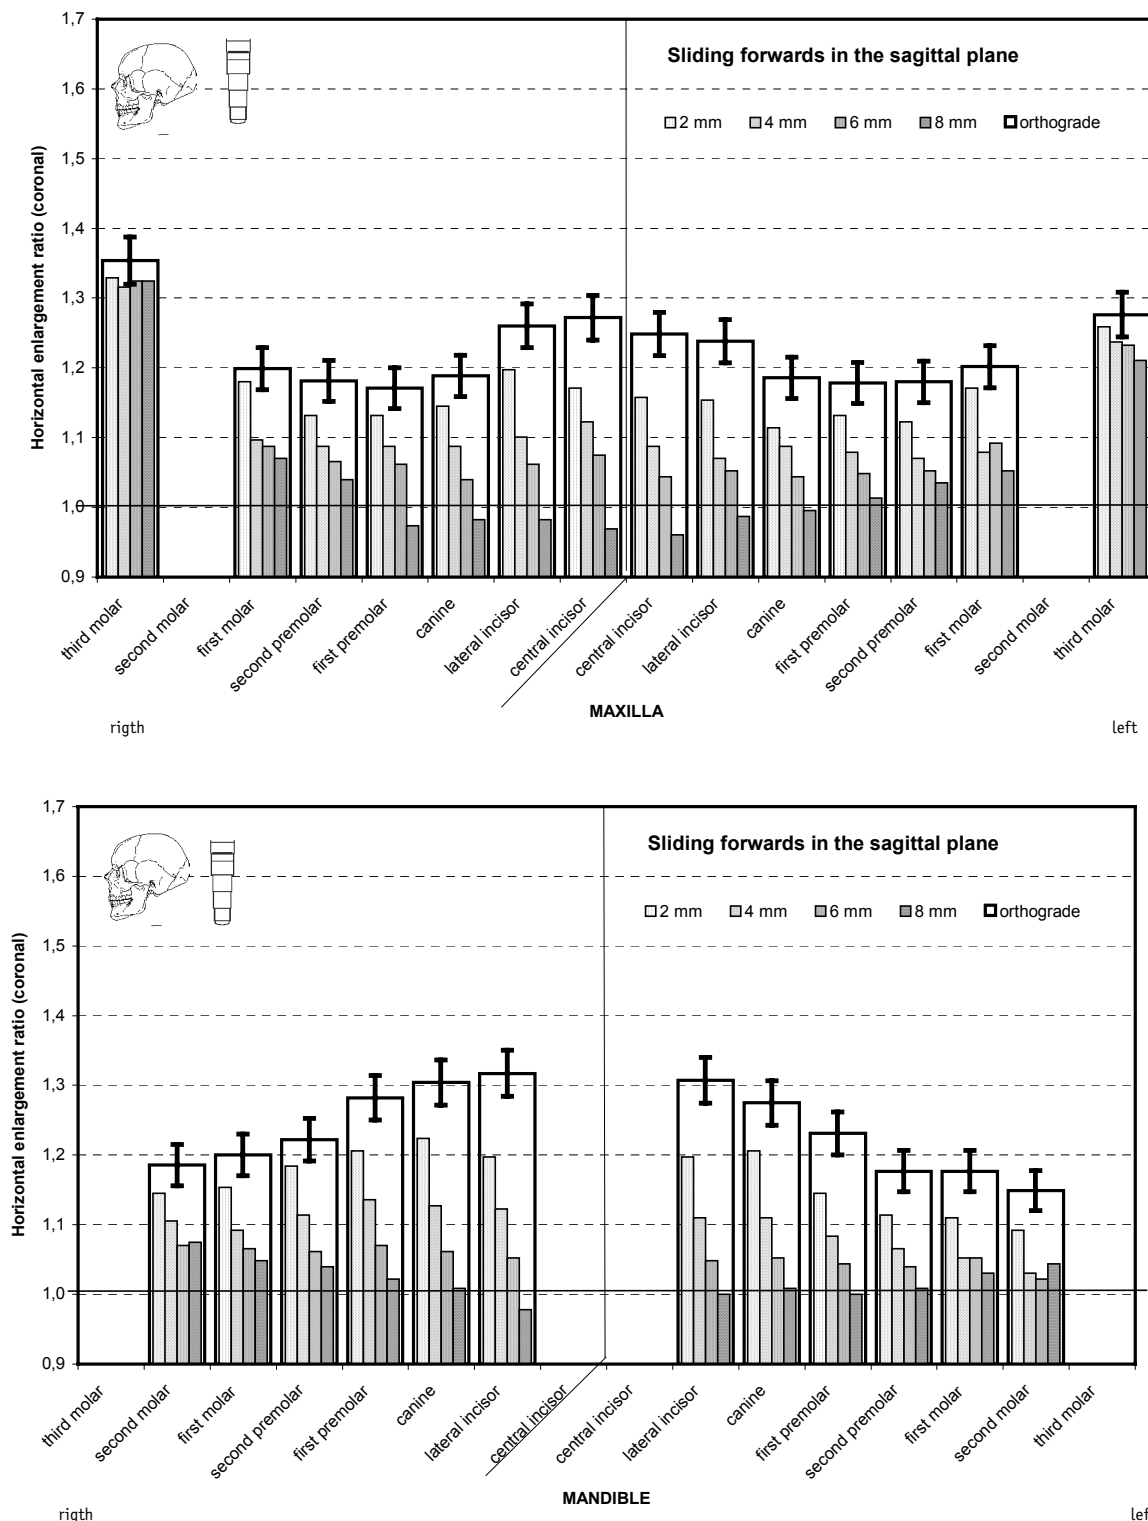 1,7
Sliding forwards in the sagittal plane
1,6
2 mm 4 mm 6 mm 8 mm orthograde
1,5
1,4
1,3
1,2
1,1
1,0
0,9
Horizontal enlargement ratio (coronal)
third molar
second molar
first molar
second premolar
first premolar
canine
lateral incisor
central incisor
central incisor
lateral incisor
canine
first premolar
second premolar
first molar
second molar
third molar
MAXILLA
rigth left
1,7
Sliding forwards in the sagittal plane
1,6
2 mm 4 mm 6 mm 8 mm orthograde
1,5
1,4
1,3
1,2
1,1
1,0
0,9
Horizontal enlargement ratio (coronal)
third molar
second molar
first molar
second premolar
first premolar
canine
lateral incisor
central incisor
central incisor
lateral incisor
canine
first premolar
second premolar
first molar
second molar
third molar
MANDIBLE
rigth lef